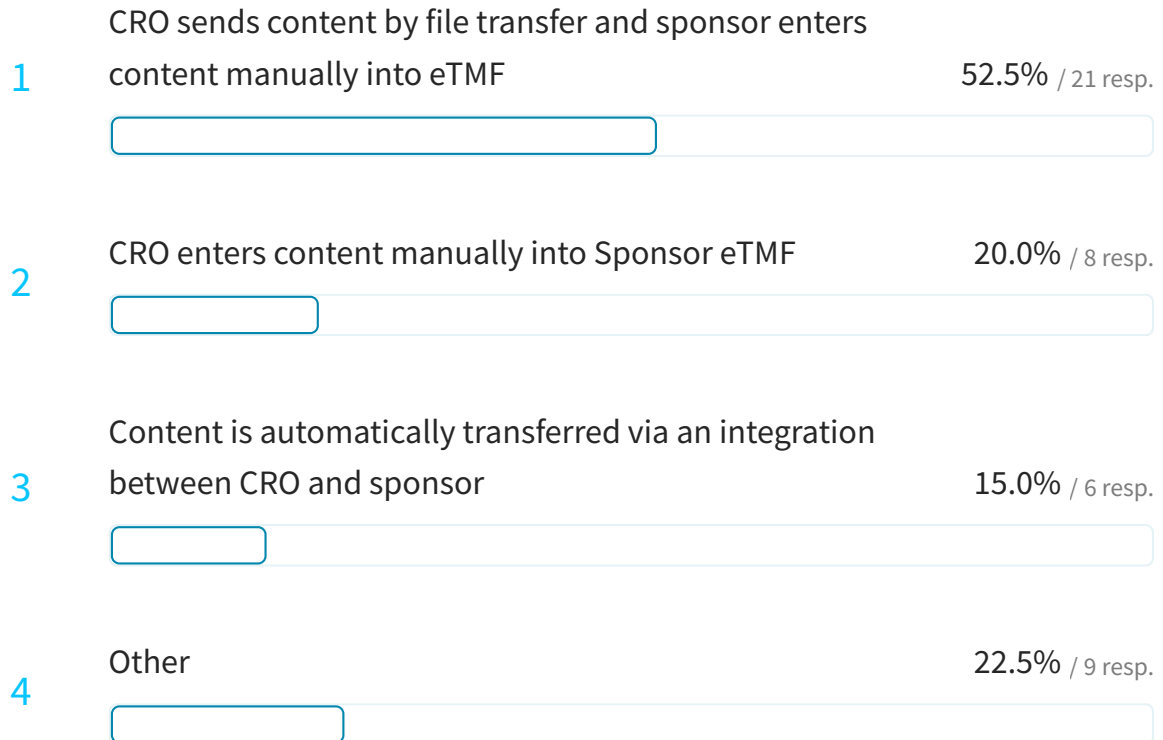 CRO sends content by file transfer and sponsor enters
1 content manually into eTMF 52.5% / 21 resp.
2 CRO enters content manually into Sponsor eTMF 20.0% / 8 resp.
Content is automatically transferred via an integration
3 between CRO and sponsor 15.0% / 6 resp.
4 Other 22.5% / 9 resp.